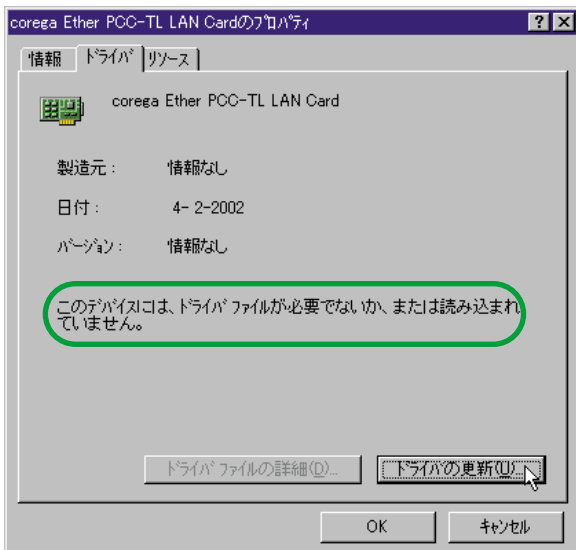 corega Ether PCC-TL LAN Cardのプロパティ
情報 ドライバ リソース
corega Ether PCC-TL LAN Card
製造元： 情報なし
日付： 4- 2-2002
バージョン： 情報なし
このデバイスには、ドライバ ファイルが必要でないか、または読み込まれ
ていません。
ドライバ ファイルの詳細(D)... ドライバの更新(U)...
OK キャンセル